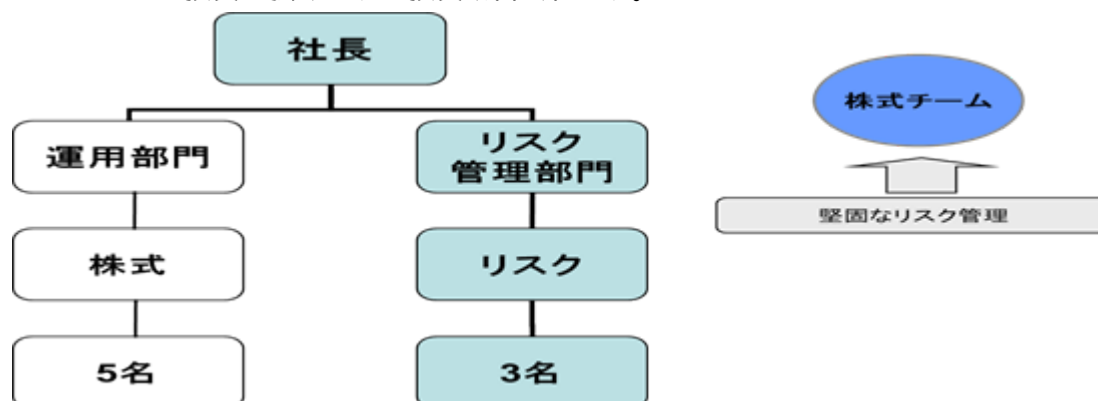 社長
運用部門
リスク
管理部門
株式
リスク
5名
3名
株式チーム
堅固なリスク管理